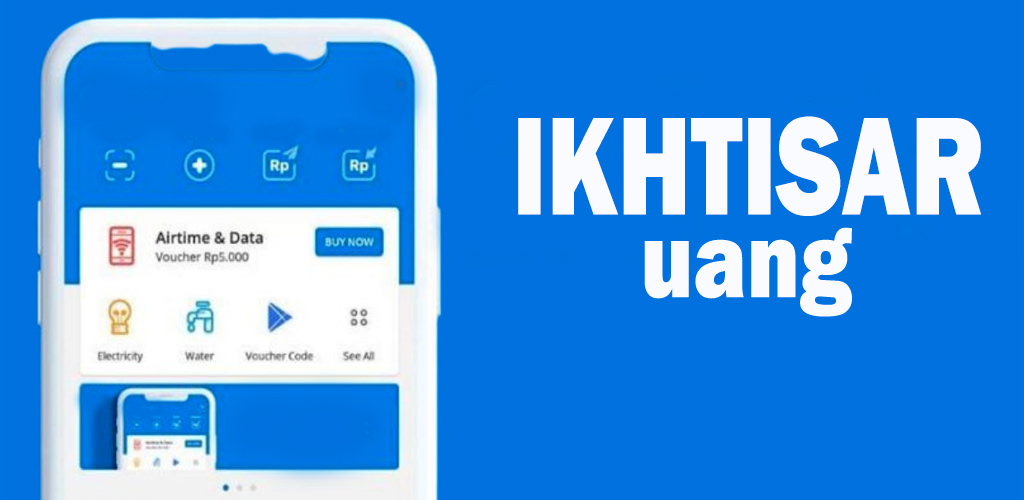 Rp
Rp
Airtime & Data
Voucher Rp5.000
BUY NOW
Electricity
Water
Voucher Code
See All
IKHTISAR
uang